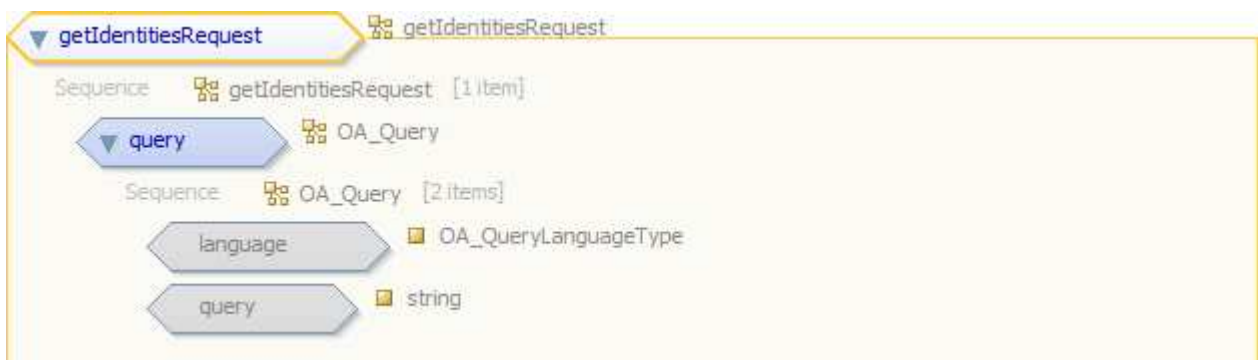 getIdentitiesRequest getIdentitiesRequest
Sequence getIdentitiesRequest [1 item]
query OA_Query
Sequence OA_Query [2 items]
language OA_QueryLanguageType
query string